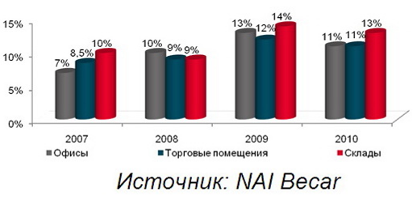 15%
10%
5%
0%
7% 8,5% 10% 10% 9% 9% 13% 12% 14% 11% 11% 13%
2007 2008 2009 2010
Офисы Торговые помещения Склады
Источник: NAI Becar